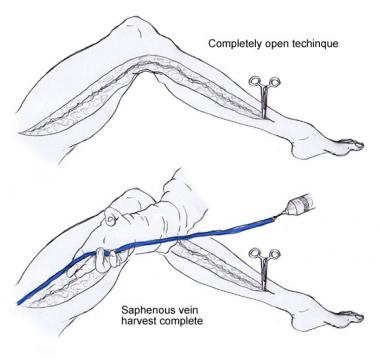 Completely open techinque
Saphenous vein
harvest complete